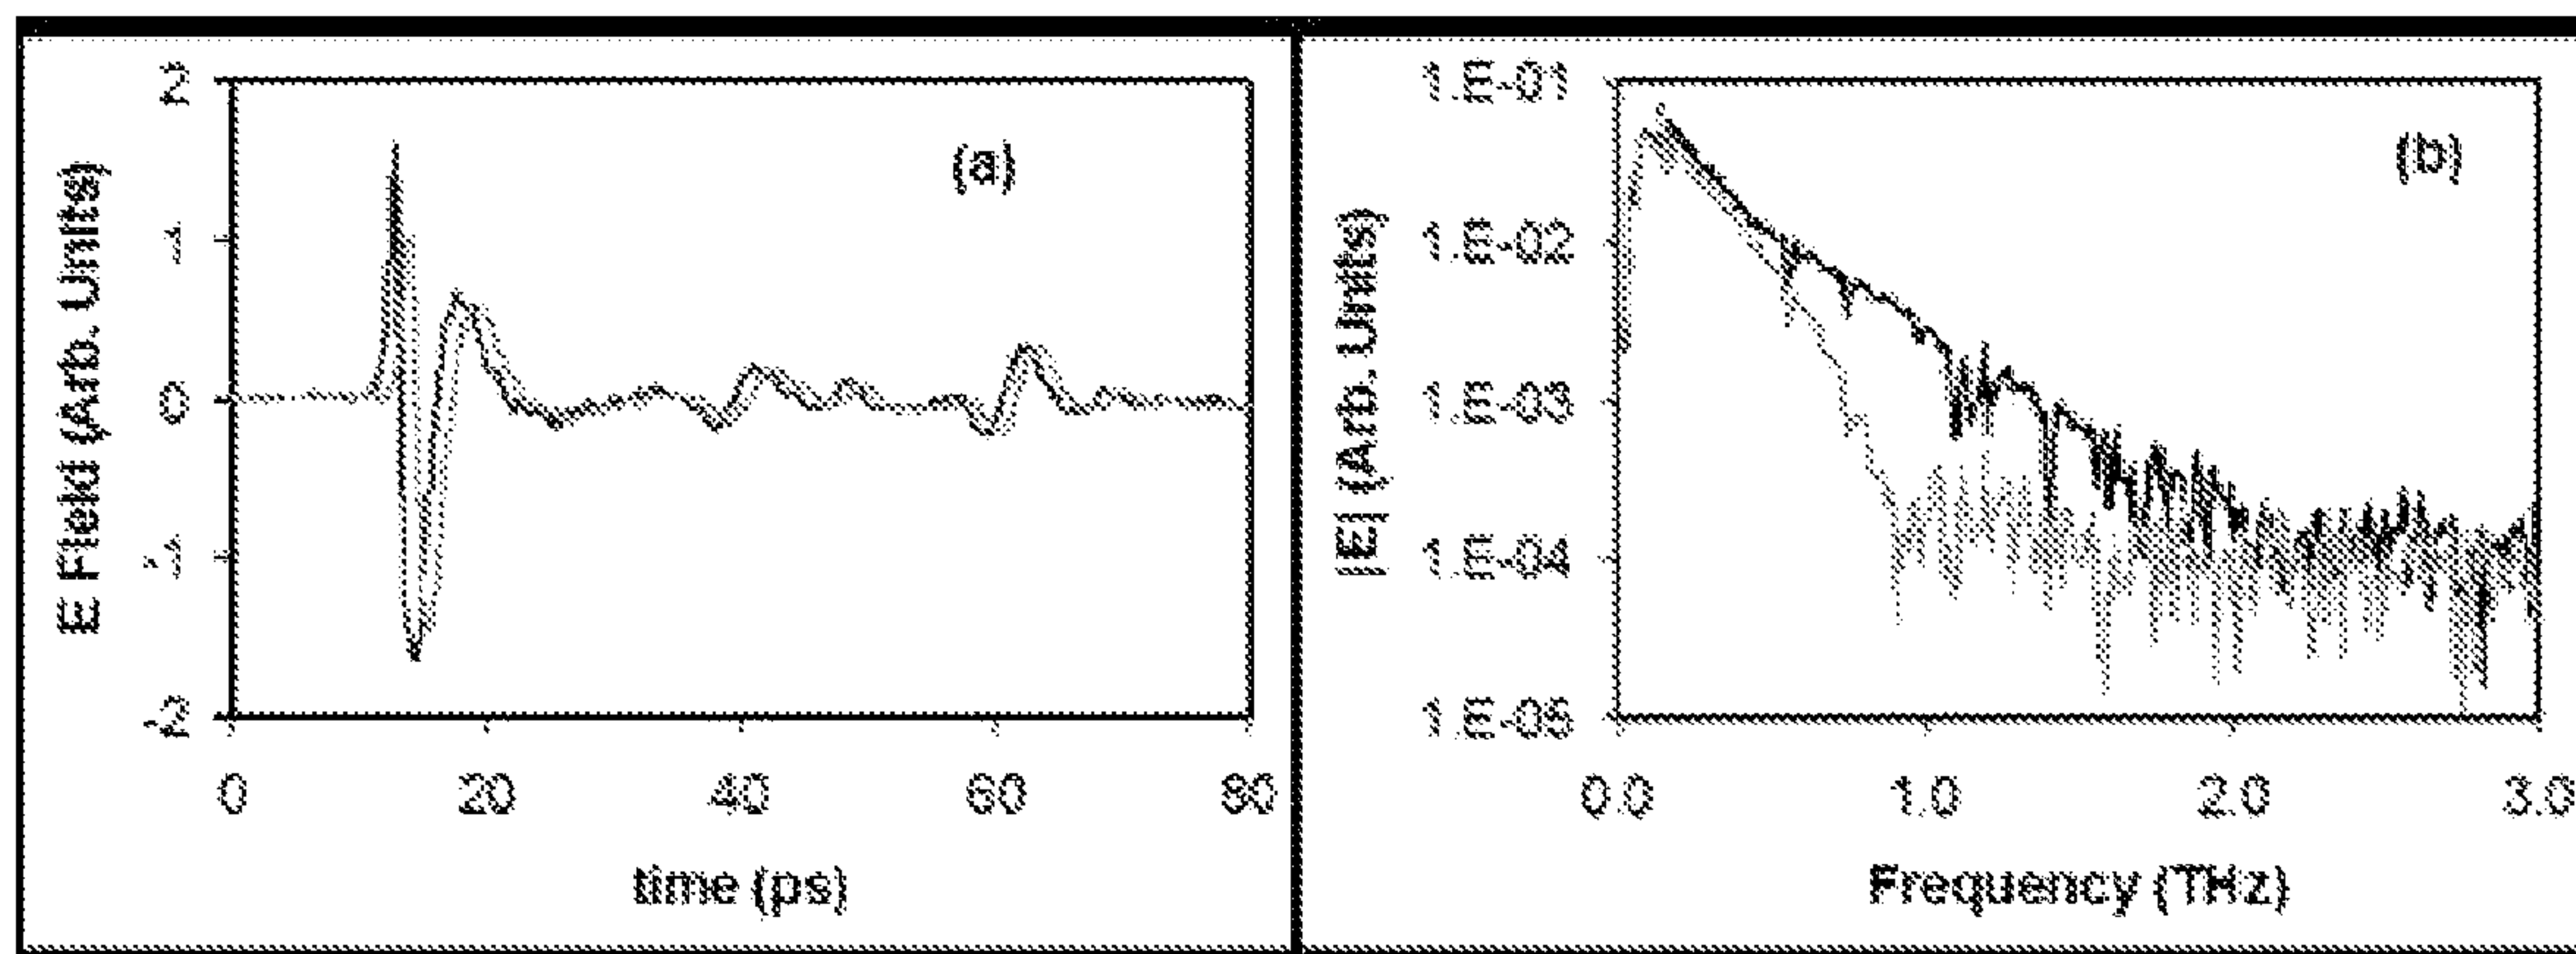 2
1
0
-1
-2
E Field (Arb. Units)
(a)
0 20 40 60 80
time (ps)
1.E-01
1.E-02
1.E-03
1.E-04
1.E-05
|E| (Arb. Units)
(b)
0.0 1.0 2.0 3.0
Frequency (THz)